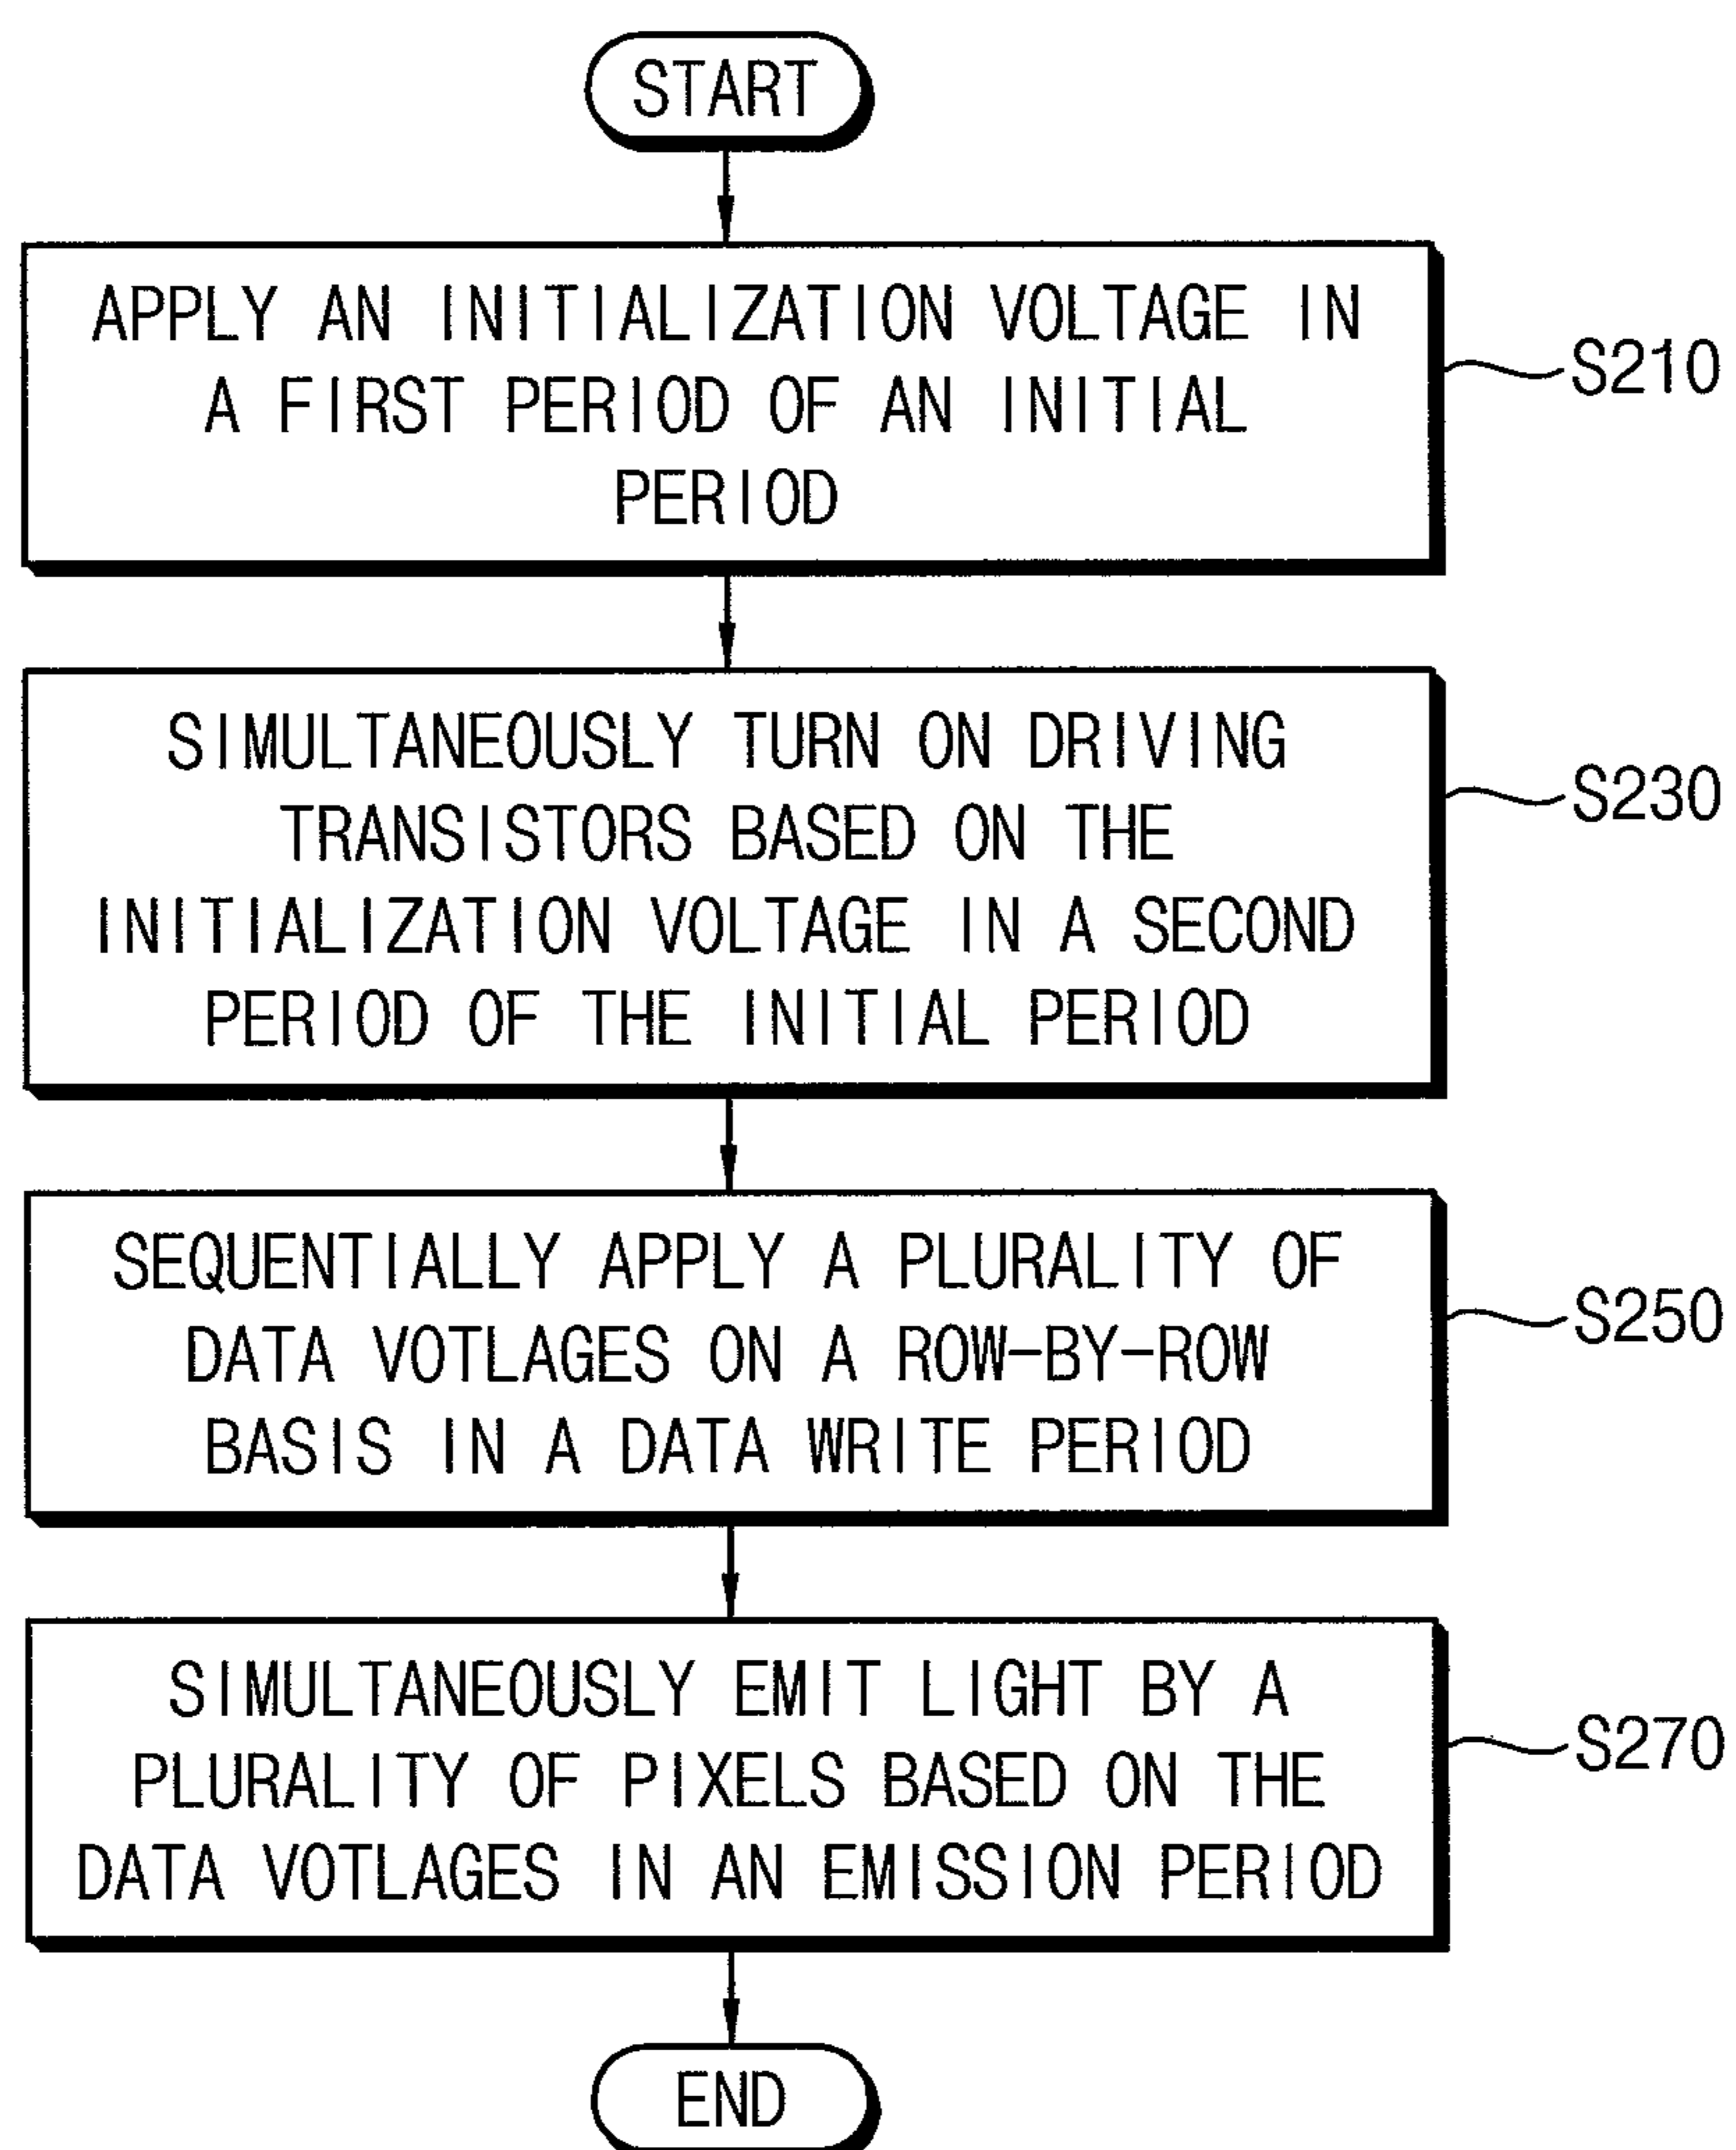 START
APPLY AN INITIALIZATION VOLTAGE IN
A FIRST PERIOD OF AN INITIAL
PERIOD
S210
SIMULTANEOUSLY TURN ON DRIVING
TRANSISTORS BASED ON THE
INITIALIZATION VOLTAGE IN A SECOND
PERIOD OF THE INITIAL PERIOD
S230
SEQUENTIALLY APPLY A PLURALITY OF
DATA VOTLAGES ON A ROW-BY-ROW
BASIS IN A DATA WRITE PERIOD
S250
SIMULTANEOUSLY EMIT LIGHT BY A
PLURALITY OF PIXELS BASED ON THE
DATA VOTLAGES IN AN EMISSION PERIOD
S270
END